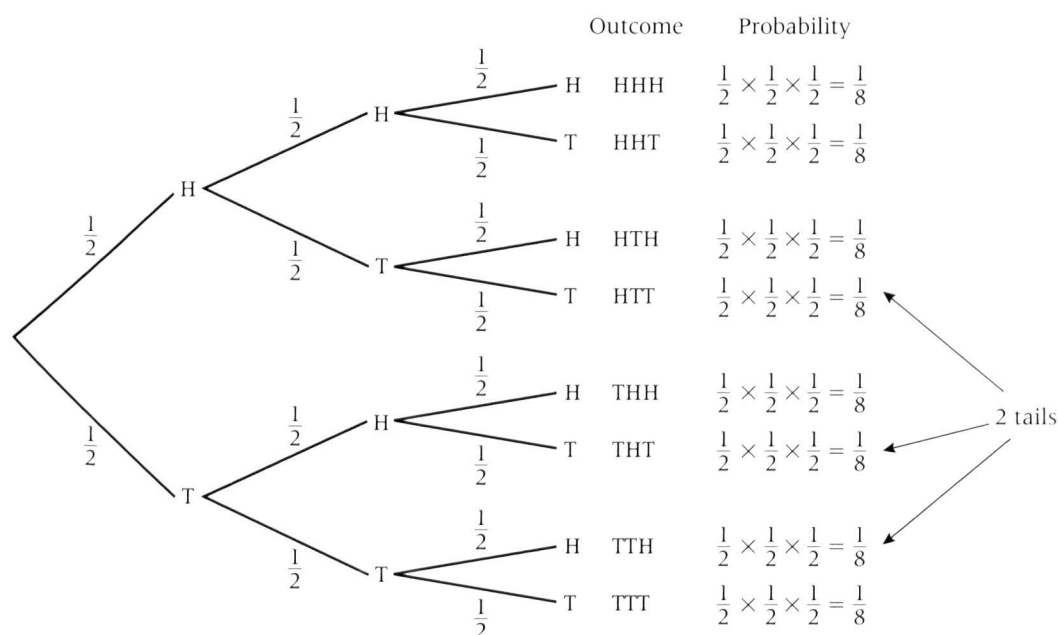 Outcome Probability
1/2 H HHH 1/2 × 1/2 × 1/2 = 1/8
1/2 H
1/2 T HHT 1/2 × 1/2 × 1/2 = 1/8
H
1/2 H HTH 1/2 × 1/2 × 1/2 = 1/8
1/2 1/2 T
1/2 T HTT 1/2 × 1/2 × 1/2 = 1/8
1/2 H THH 1/2 × 1/2 × 1/2 = 1/8
2 tails
1/2 1/2 H
1/2 T THT 1/2 × 1/2 × 1/2 = 1/8
T
1/2 H TTH 1/2 × 1/2 × 1/2 = 1/8
1/2 T
1/2 T TTT 1/2 × 1/2 × 1/2 = 1/8